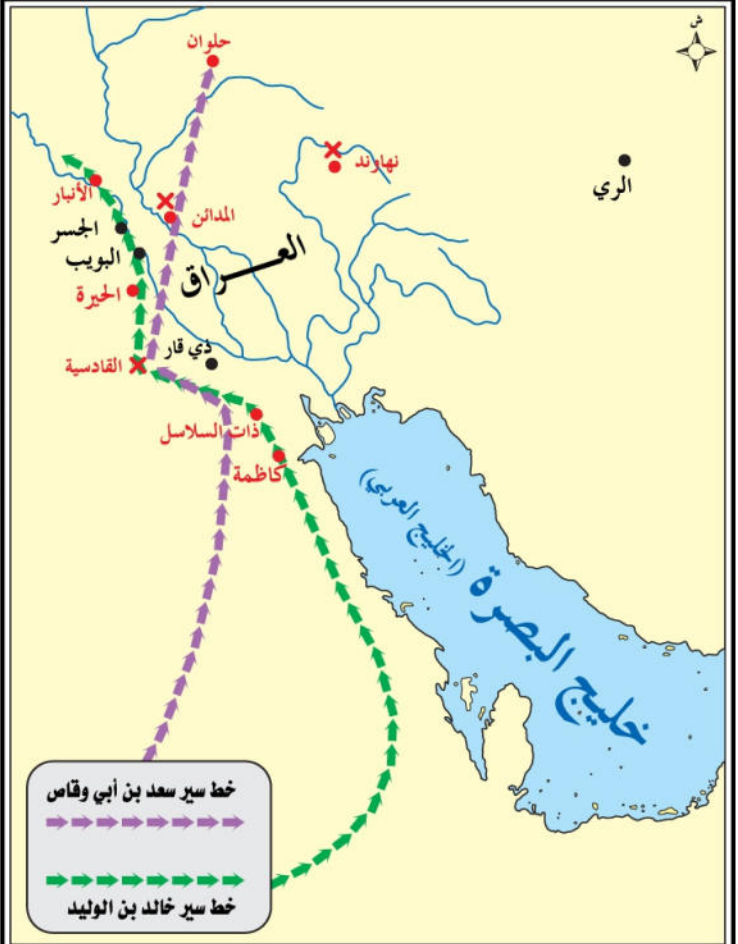 ش
حلوان
نهاوند
الري
الأنبار
المدائن
الجسر
البويب
العـــراق
الحيرة
ذي قار
القادسية
ذات السلاسل
كاظمة
(الخليج العربي)
خليج البصرة
خط سير سعد بن أبي وقاص
خط سير خالد بن الوليد